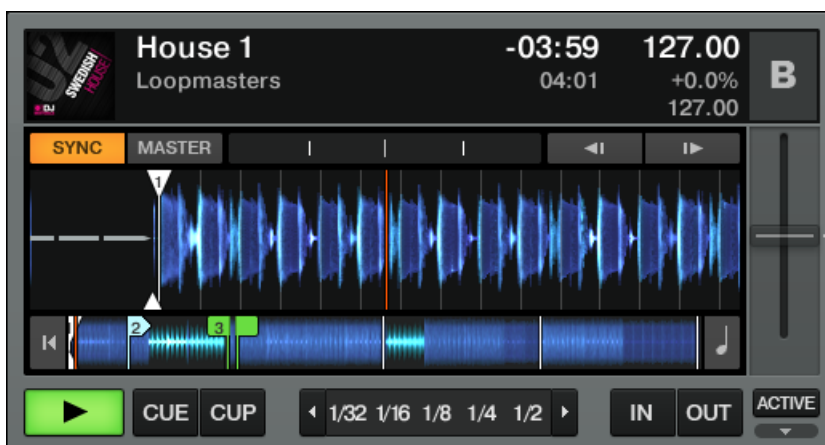 02
SWEDISH
HOUSE
DJ
House 1
Loopmasters
-03:59
04:01
127.00
+0.0%
127.00
B
SYNC
MASTER
1
2
3
CUE
CUP
1/32 1/16 1/8 1/4 1/2
IN
OUT
ACTIVE